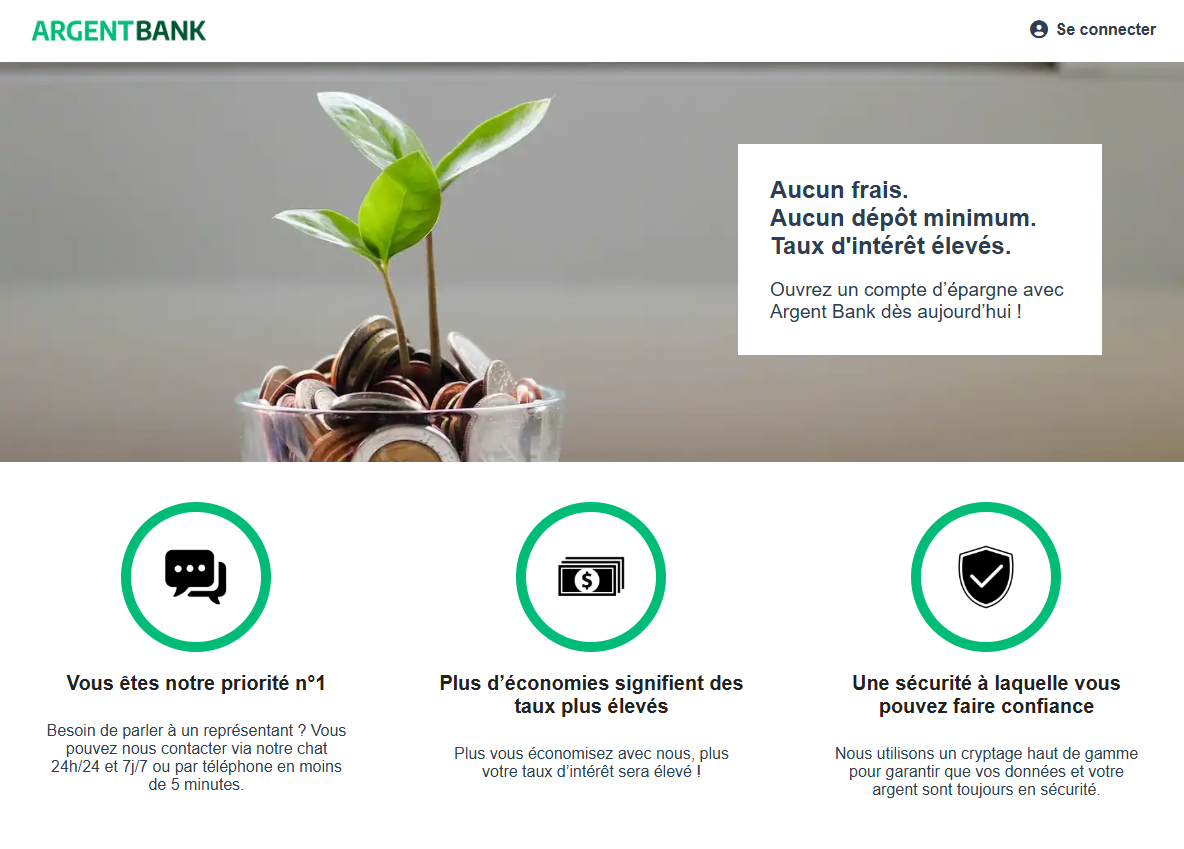 ARGENTBANK
Se connecter
Aucun frais.
Aucun dépôt minimum.
Taux d'intérêt élevés.
Ouvrez un compte d’épargne avec
Argent Bank dès aujourd’hui !
$
Vous êtes notre priorité n°1
Besoin de parler à un représentant ? Vous
pouvez nous contacter via notre chat
24h/24 et 7j/7 ou par téléphone en moins
de 5 minutes.
Plus d’économies signifient des
taux plus élevés
Plus vous économisez avec nous, plus
votre taux d’intérêt sera élevé !
Une sécurité à laquelle vous
pouvez faire confiance
Nous utilisons un cryptage haut de gamme
pour garantir que vos données et votre
argent sont toujours en sécurité.